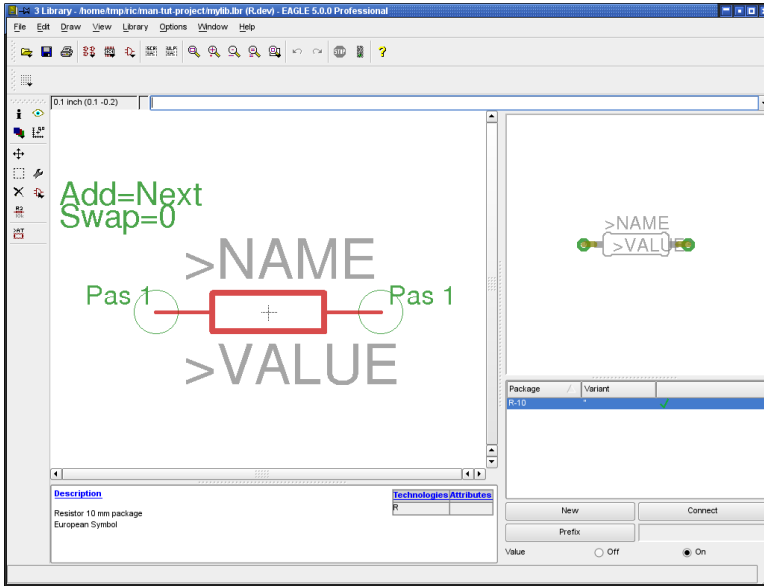 3 Library - /home/tmp/ric/man-tut-project/mylib.lbr (R.dev) - EAGLE 5.0.0 Professional
File Edit Draw View Library Options Window Help
0.1 inch (0.1 -0.2)
Add=Next
Swap=0
>NAME
Pas 1
Pas 1
>VALUE
>NAME
>VALUE
Package / Variant
R-10 ''
Description
Resistor 10 mm package
European Symbol
Technologies Attributes
R
New Connect
Prefix
Value Off On